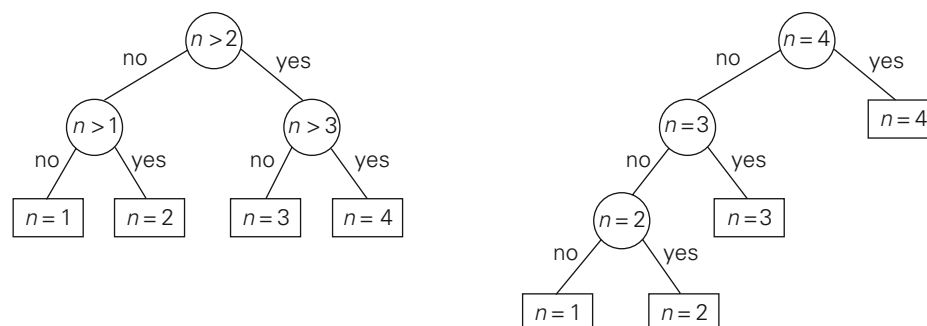 n > 2
no
yes
n > 1
n > 3
no
yes
no
yes
n = 1
n = 2
n = 3
n = 4
n = 4
no
yes
n = 3
n = 4
no
yes
n = 2
n = 3
no
yes
n = 1
n = 2